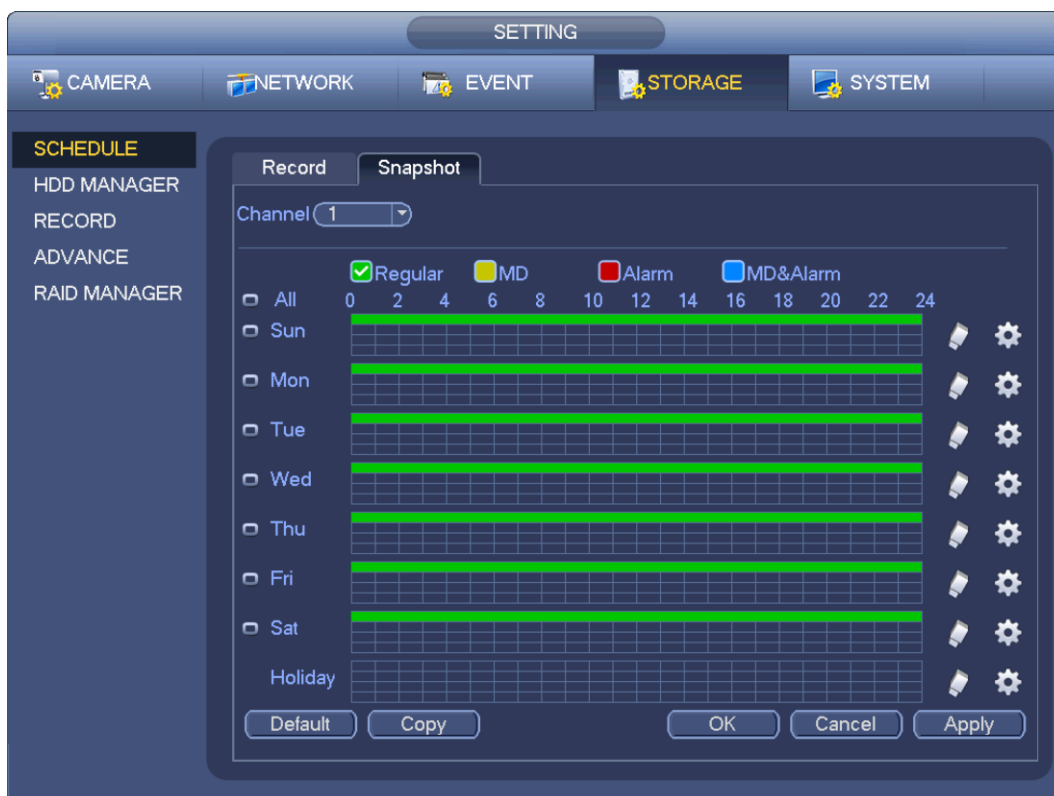 SETTING
CAMERA NETWORK EVENT STORAGE SYSTEM
SCHEDULE
HDD MANAGER
RECORD
ADVANCE
RAID MANAGER
Record Snapshot
Channel 1
Regular MD Alarm MD&Alarm
All 0 2 4 6 8 10 12 14 16 18 20 22 24
Sun
Mon
Tue
Wed
Thu
Fri
Sat
Holiday
Default Copy OK Cancel Apply